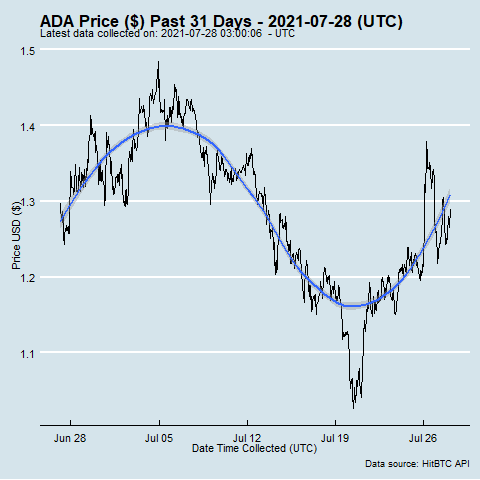 ADA Price ($) Past 31 Days - 2021-07-28 (UTC)
Latest data collected on: 2021-07-28 03:00:06 - UTC
1.5
1.4
1.3
1.2
1.1
Price USD ($)
Jun 28 Jul 05 Jul 12 Jul 19 Jul 26
Date Time Collected (UTC)
Data source: HitBTC API